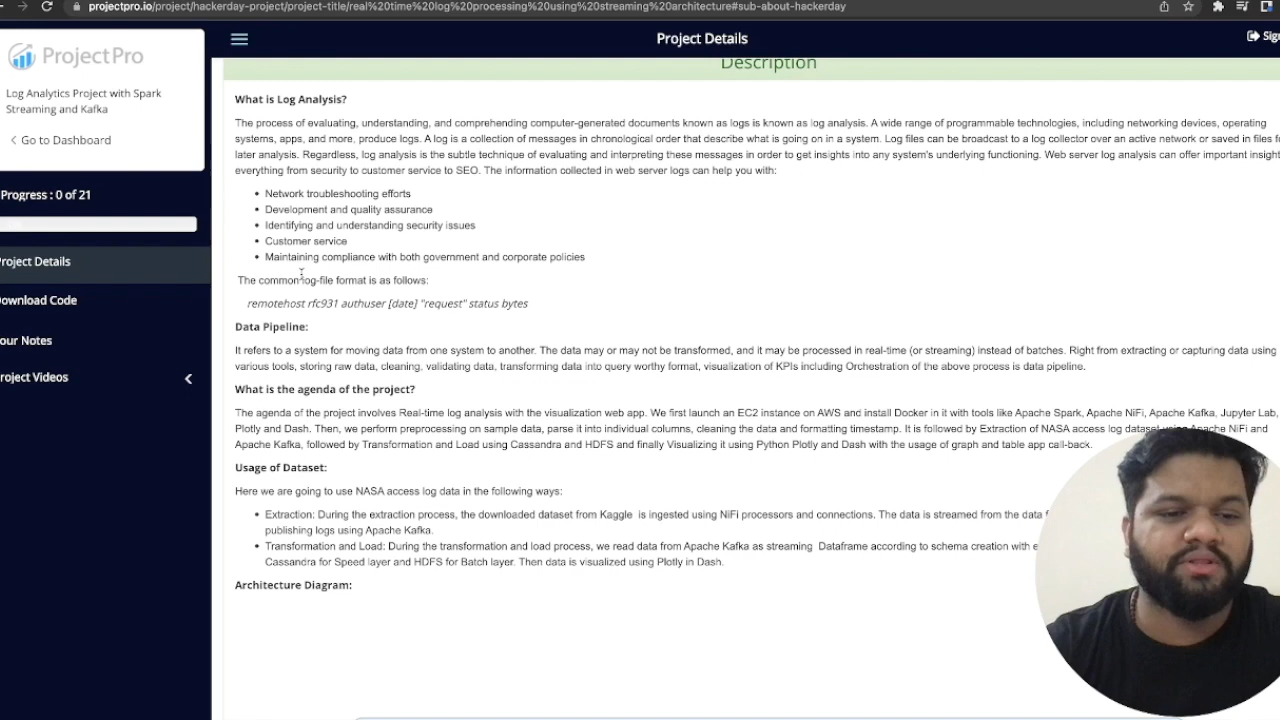 projectpro.io/project/hackerday-project/project-title/real%20time%20log%20processing%20using%20streaming%20architecture#sub-about-hackerday
ProjectPro
Project Details
Sig
Log Analytics Project with Spark
Streaming and Kafka
Go to Dashboard
Progress : 0 of 21
roject Details
ownload Code
our Notes
roject Videos
Description
What is Log Analysis?
The process of evaluating, understanding, and comprehending computer-generated documents known as logs is known as log analysis. A wide range of programmable technologies, including networking devices, operating
systems, apps, and more, produce logs. A log is a collection of messages in chronological order that describe what is going on in a system. Log files can be broadcast to a log collector over an active network or saved in files fo
later analysis. Regardless, log analysis is the subtle technique of evaluating and interpreting these messages in order to get insights into any system's underlying functioning. Web server log analysis can offer important insight
everything from security to customer service to SEO. The information collected in web server logs can help you with:
• Network troubleshooting efforts
• Development and quality assurance
• Identifying and understanding security issues
• Customer service
• Maintaining compliance with both government and corporate policies
The common log-file format is as follows:
remotehost rfc931 authuser [date] "request" status bytes
Data Pipeline:
It refers to a system for moving data from one system to another. The data may or may not be transformed, and it may be processed in real-time (or streaming) instead of batches. Right from extracting or capturing data using
various tools, storing raw data, cleaning, validating data, transforming data into query worthy format, visualization of KPIs including Orchestration of the above process is data pipeline.
What is the agenda of the project?
The agenda of the project involves Real-time log analysis with the visualization web app. We first launch an EC2 instance on AWS and install Docker in it with tools like Apache Spark, Apache NiFi, Apache Kafka, Jupyter Lab,
Plotly and Dash. Then, we perform preprocessing on sample data, parse it into individual columns, cleaning the data and formatting timestamp. It is followed by Extraction of NASA access log dataset using Apache NiFi and
Apache Kafka, followed by Transformation and Load using Cassandra and HDFS and finally Visualizing it using Python Plotly and Dash with the usage of graph and table app call-back.
Usage of Dataset:
Here we are going to use NASA access log data in the following ways:
• Extraction: During the extraction process, the downloaded dataset from Kaggle is ingested using NiFi processors and connections. The data is streamed from the data f
publishing logs using Apache Kafka.
• Transformation and Load: During the transformation and load process, we read data from Apache Kafka as streaming Dataframe according to schema creation with e
Cassandra for Speed layer and HDFS for Batch layer. Then data is visualized using Plotly in Dash.
Architecture Diagram: